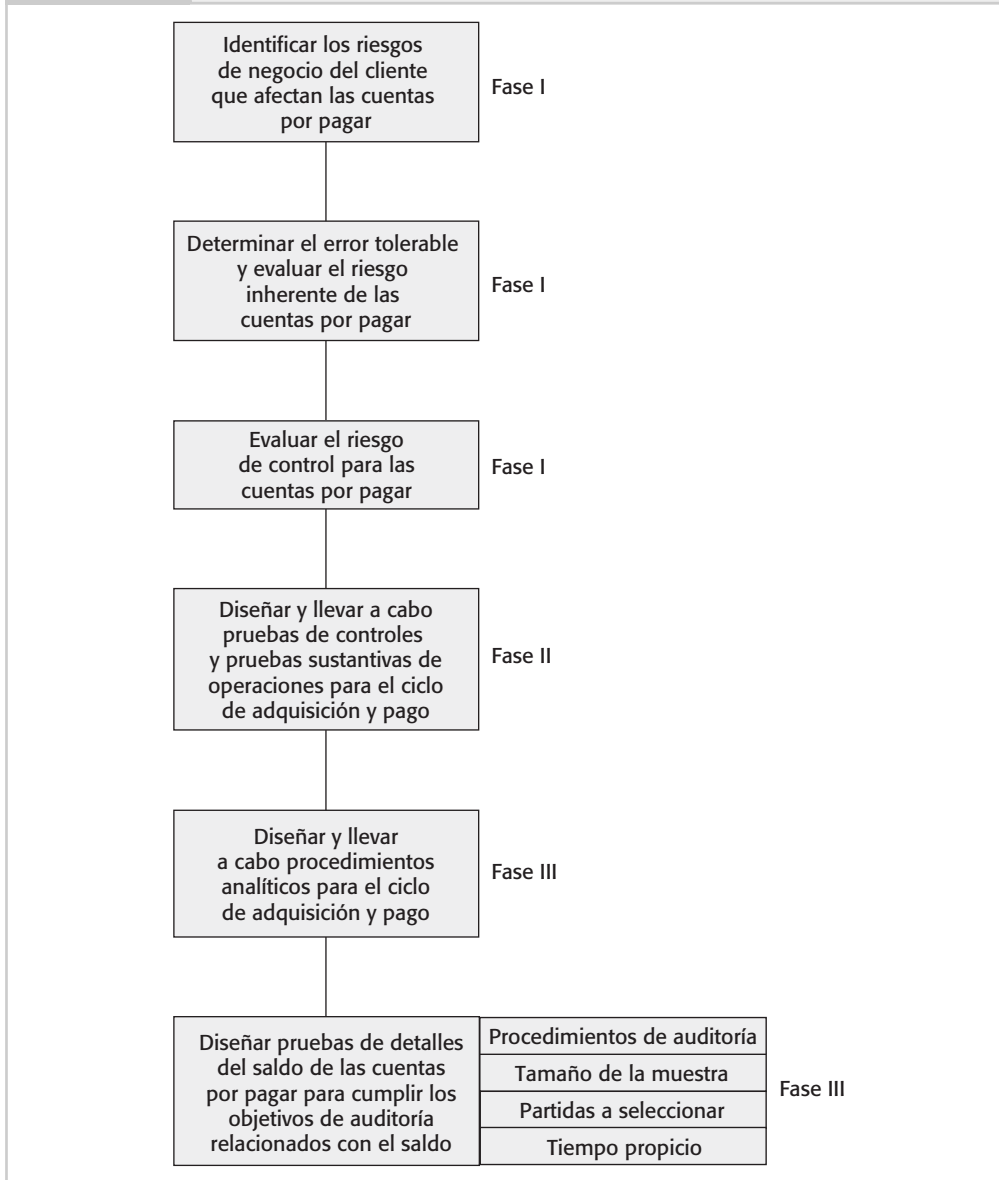 Identificar los riesgos
de negocio del cliente
que afectan las cuentas
por pagar
Fase I
Determinar el error tolerable
y evaluar el riesgo
inherente de las
cuentas por pagar
Fase I
Evaluar el riesgo
de control para las
cuentas por pagar
Fase I
Diseñar y llevar a cabo
pruebas de controles
y pruebas sustantivas de
operaciones para el ciclo
de adquisición y pago
Fase II
Diseñar y llevar
a cabo procedimientos
analíticos para el ciclo
de adquisición y pago
Fase III
Diseñar pruebas de detalles
del saldo de las cuentas
por pagar para cumplir los
objetivos de auditoría
relacionados con el saldo
Procedimientos de auditoría
Tamaño de la muestra
Partidas a seleccionar
Tiempo propicio
Fase III